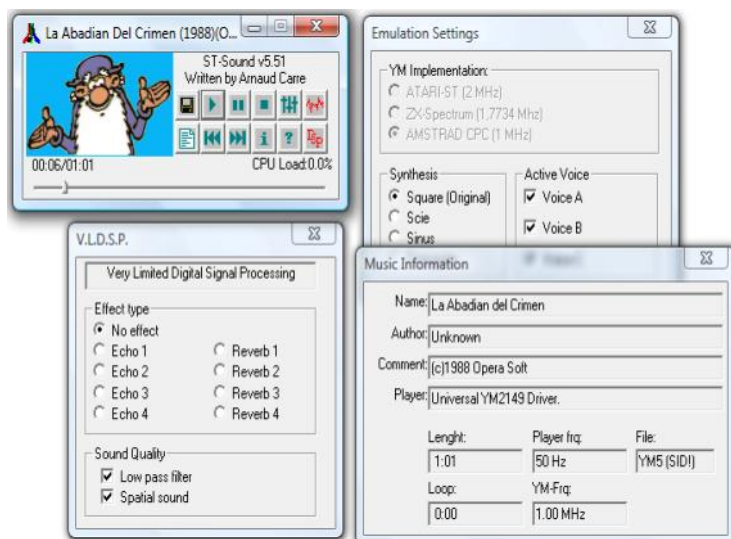 La Abadian Del Crimen (1988)(O...
ST-Sound v5.51
Written by Arnaud Carre
00:06/01:01
CPU Load:0.0%
Emulation Settings
YM Implementation:
ATARI-ST (2 MHz)
ZX-Spectrum (1,7734 Mhz)
AMSTRAD CPC (1 MHz)
Synthesis
Square (Original)
Scie
Sinus
Active Voice
Voice A
Voice B
V.L.D.S.P.
Very Limited Digital Signal Processing
Effect type
No effect
Echo 1
Reverb 1
Echo 2
Reverb 2
Echo 3
Reverb 3
Echo 4
Reverb 4
Sound Quality
Low pass filter
Spatial sound
Music Information
Name: La Abadian del Crimen
Author: Unknown
Comment: (c)1988 Opera Soft
Player: Universal YM2149 Driver.
Lenght:
Player frq:
File:
1:01
50 Hz
YM5 (SID!)
Loop:
YM-Frq:
0:00
1.00 MHz